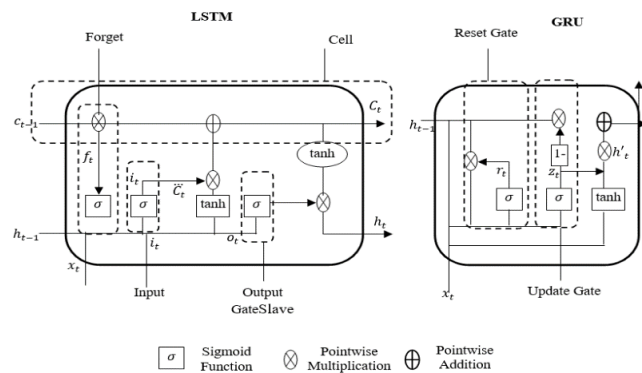 LSTM
GRU
Forget
Cell
Reset Gate
C_t
c_{t-1}
tanh
f_t
i_t
C̈_t
σ
σ
tanh
σ
h_{t-1}
i_t
o_t
h_t
x_t
Input
Output
GateSlave
h_{t-1}
1-
h'_t
r_t
z_t
σ
σ
tanh
x_t
Update Gate
σ
Sigmoid
Function
Pointwise
Multiplication
Pointwise
Addition